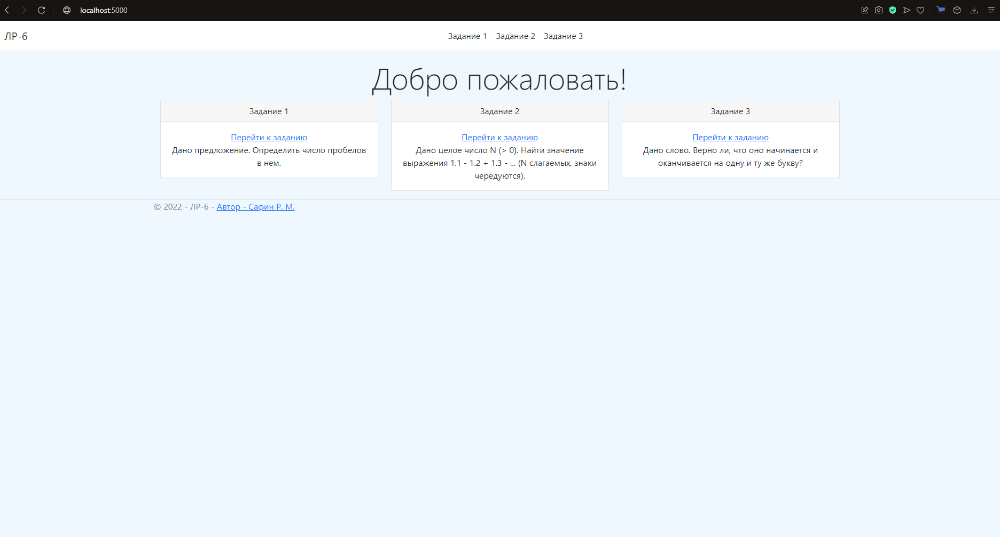 localhost:5000
ЛР-6
Задание 1 Задание 2 Задание 3
Добро пожаловать!
Задание 1
Перейти к заданию
Дано предложение. Определить число пробелов
в нем.
Задание 2
Перейти к заданию
Дано целое число N (> 0). Найти значение
выражения 1.1 - 1.2 + 1.3 - ... (N слагаемых, знаки
чередуются).
Задание 3
Перейти к заданию
Дано слово. Верно ли, что оно начинается и
оканчивается на одну и ту же букву?
© 2022 - ЛР-6 - Автор - Сафин Р. М.